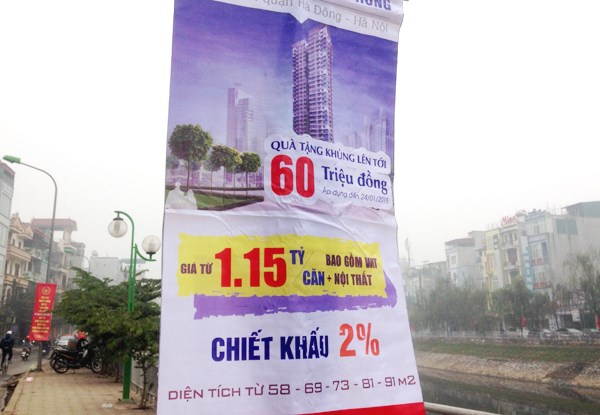 quận Hà Đông - Hà Nội
QUÀ TẶNG KHỦNG LÊN TỚI
60 Triệu đồng
Áp dụng đến 24/01/2016
GIÁ TỪ 1.15 TỶ
CĂN
BAO GỒM VAT
+ NỘI THẤT
CHIẾT KHẤU 2%
DIỆN TÍCH TỪ 58 - 69 - 73 - 81 - 91 M2